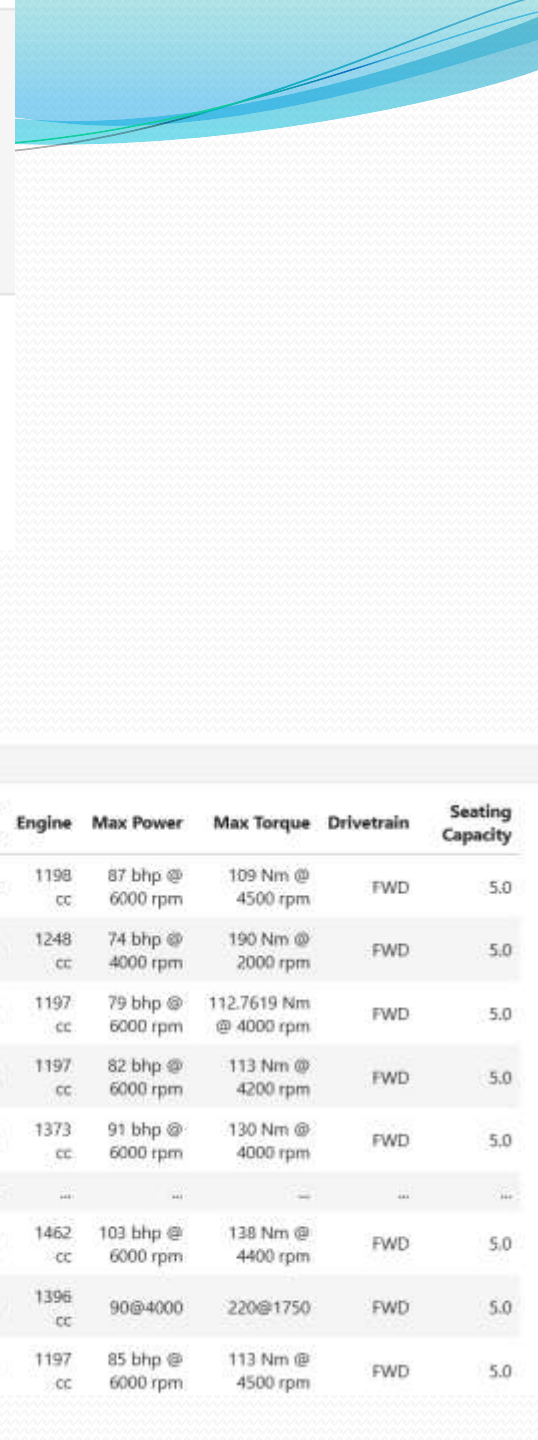 Engine Max Power Max Torque Drivetrain Seating Capacity
1198 cc 87 bhp @ 6000 rpm 109 Nm @ 4500 rpm FWD 5.0
1248 cc 74 bhp @ 4000 rpm 190 Nm @ 2000 rpm FWD 5.0
1197 cc 79 bhp @ 6000 rpm 112.7619 Nm @ 4000 rpm FWD 5.0
1197 cc 82 bhp @ 6000 rpm 113 Nm @ 4200 rpm FWD 5.0
1373 cc 91 bhp @ 6000 rpm 130 Nm @ 4000 rpm FWD 5.0
... ... ... ... ...
1462 cc 103 bhp @ 6000 rpm 138 Nm @ 4400 rpm FWD 5.0
1396 cc 90@4000 220@1750 FWD 5.0
1197 cc 85 bhp @ 6000 rpm 113 Nm @ 4500 rpm FWD 5.0